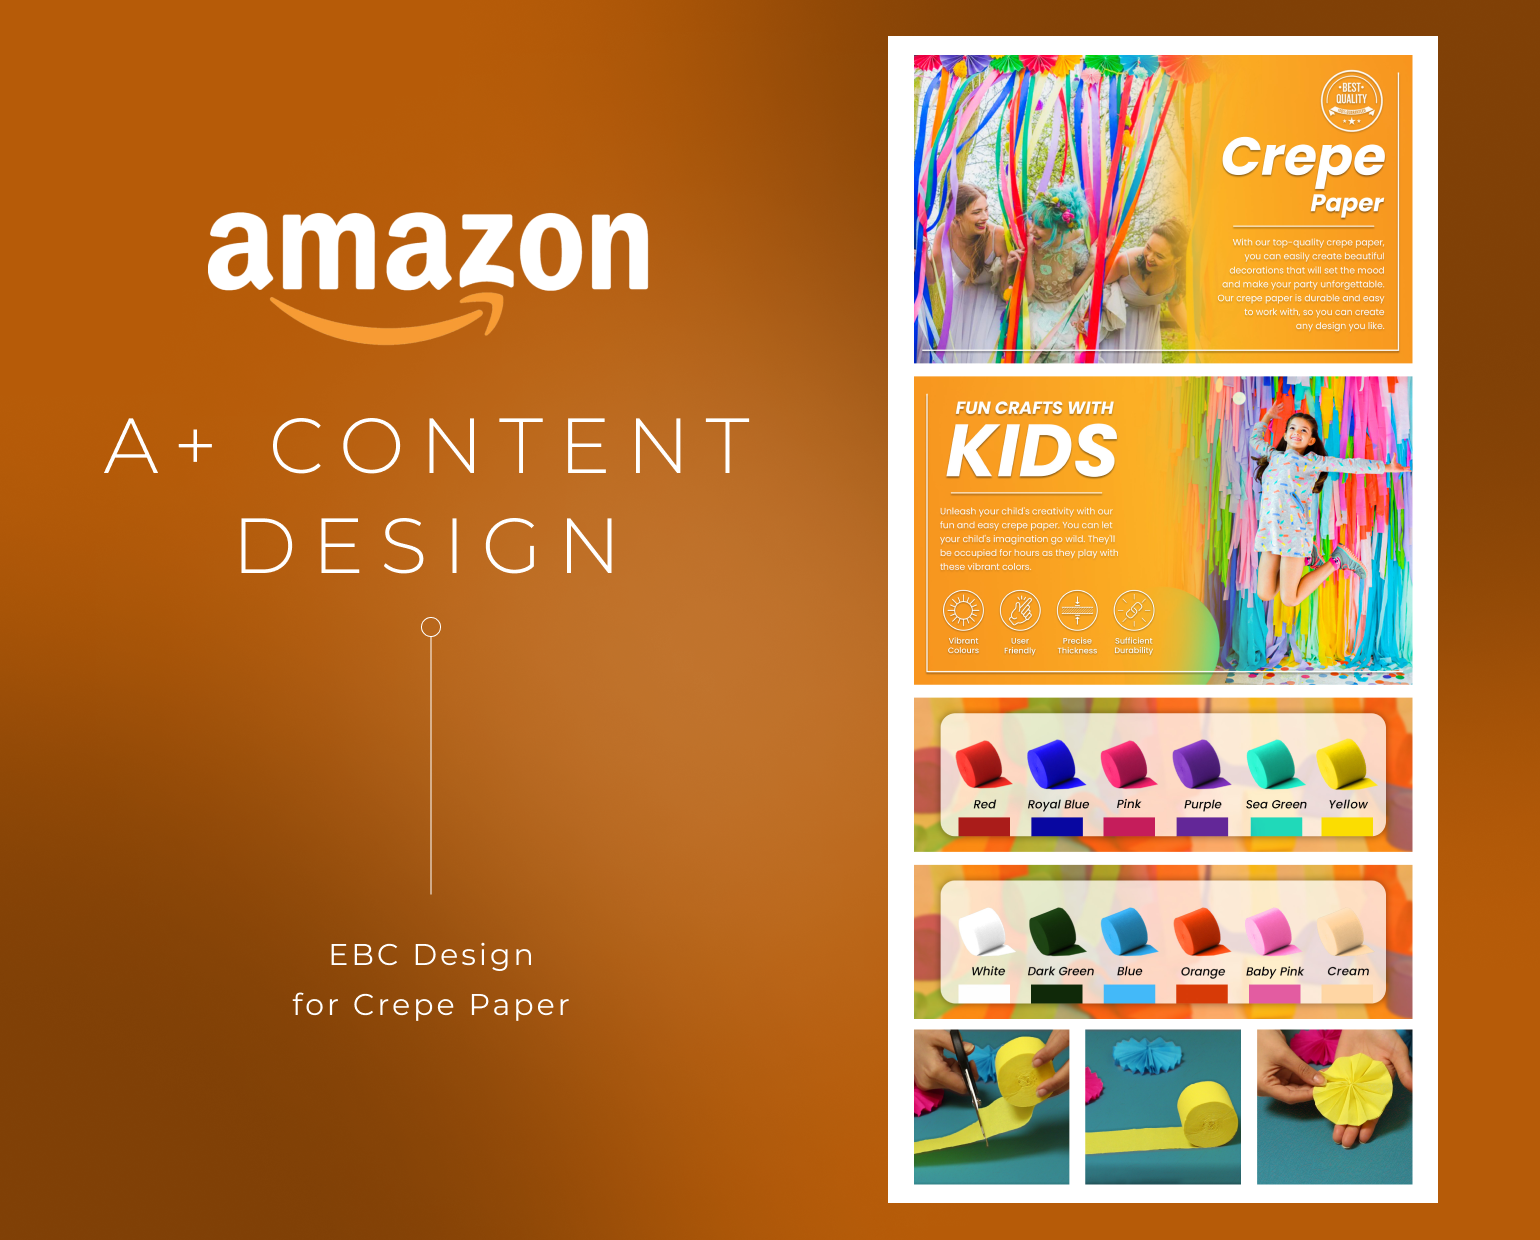 amazon
A+ CONTENT
DESIGN
EBC Design
for Crepe Paper
BEST
QUALITY
Crepe
Paper
With our top-quality crepe paper,
you can easily create beautiful
decorations that will set the mood
and make your party unforgettable.
Our crepe paper is durable and easy
to work with, so you can create
any design you like.
FUN CRAFTS WITH
KIDS
Unleash your child's creativity with our
fun and easy crepe paper. You can let
your child's imagination go wild. They'll
be occupied for hours as they play with
these vibrant colors.
Vibrant
Colours
User
Friendly
Precise
Thickness
Sufficient
Durability
Red
Royal Blue
Pink
Purple
Sea Green
Yellow
White
Dark Green
Blue
Orange
Baby Pink
Cream